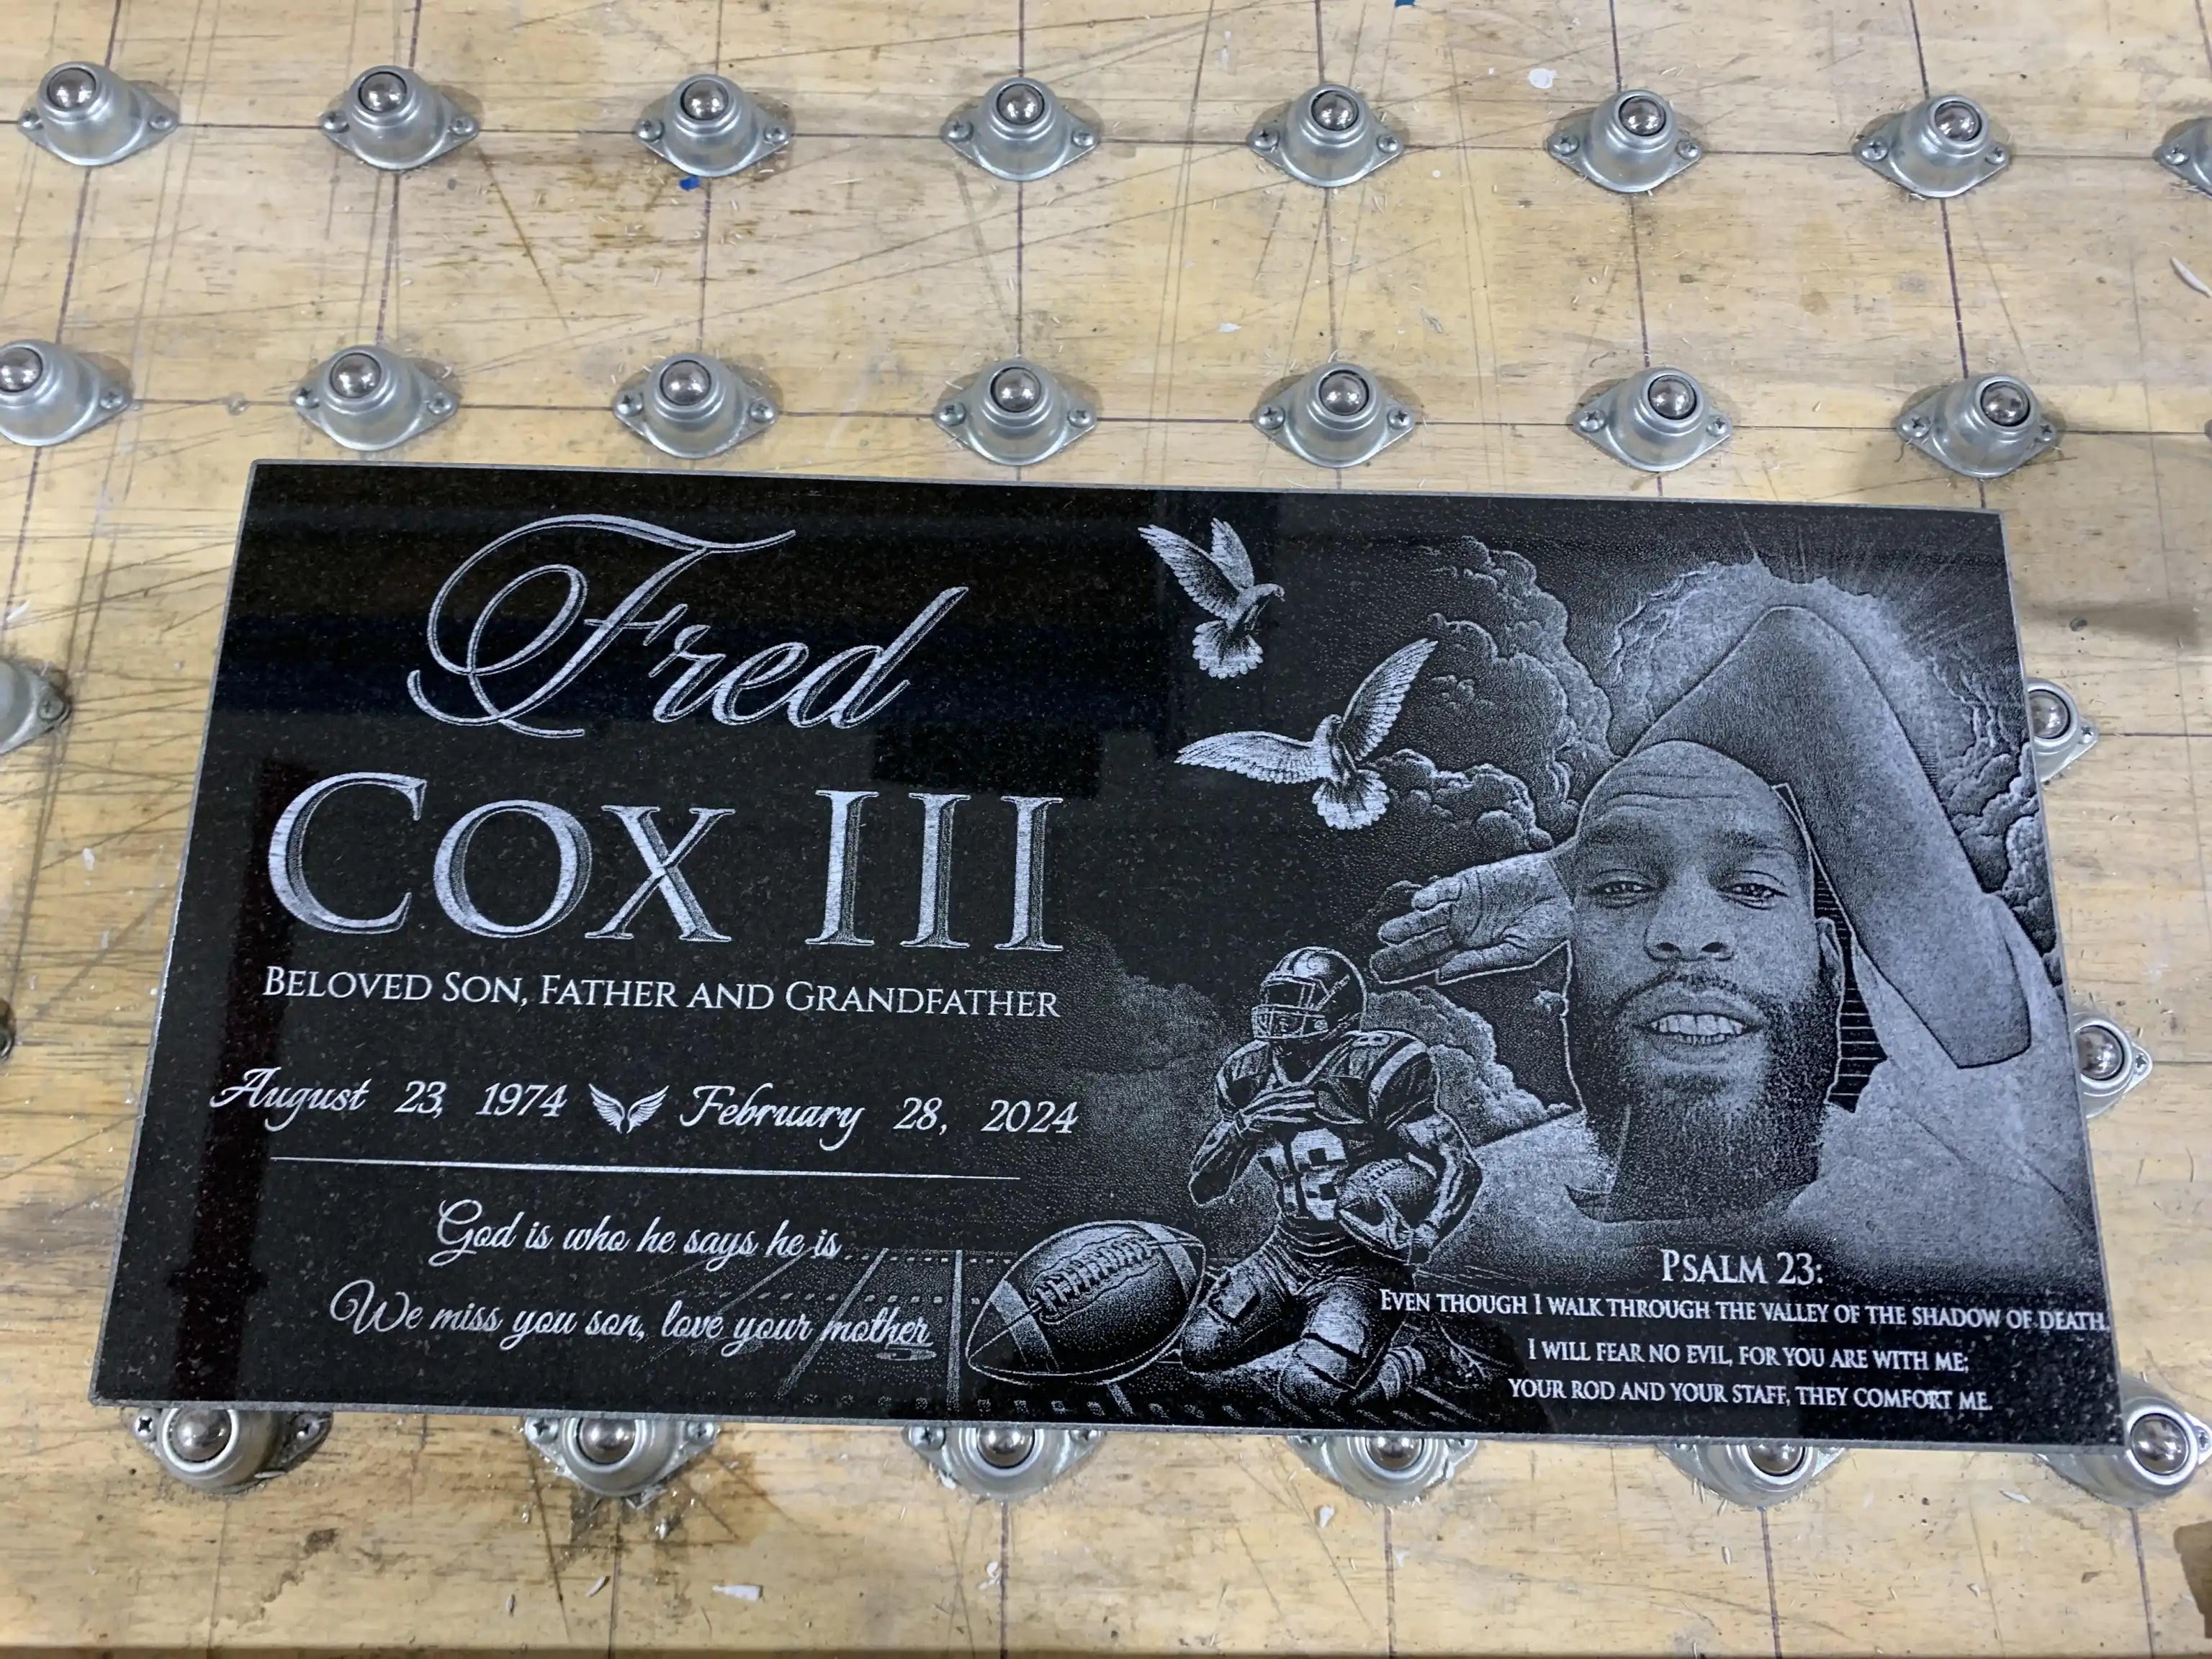 Fred
COX III
BELOVED SON, FATHER AND GRANDFATHER
August 23, 1974 February 28, 2024
God is who he says he is
We miss you son, love your mother
16
PSALM 23:
EVEN THOUGH I WALK THROUGH THE VALLEY OF THE SHADOW OF DEATH,
I WILL FEAR NO EVIL, FOR YOU ARE WITH ME;
YOUR ROD AND YOUR STAFF, THEY COMFORT ME.